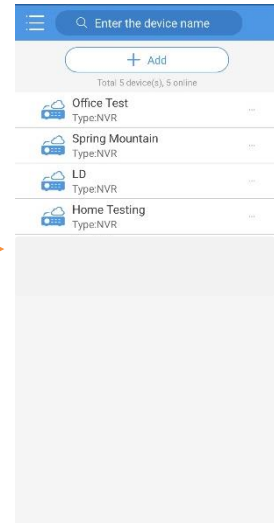 Enter the device name
+ Add
Total 5 device(s), 5 online
Office Test
Type:NVR
Spring Mountain
Type:NVR
LD
Type:NVR
Home Testing
Type:NVR